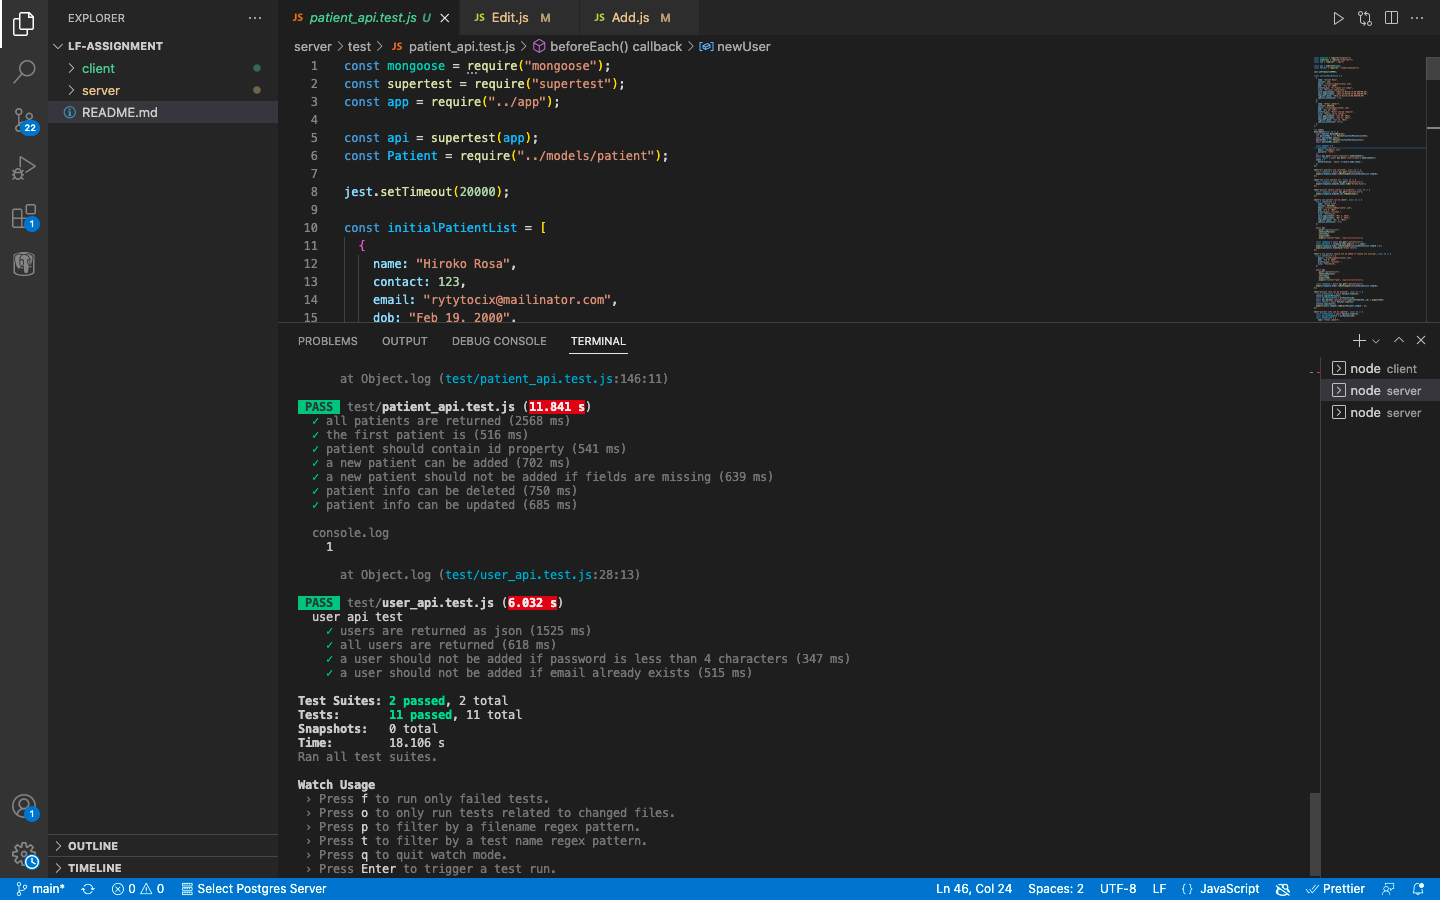 EXPLORER
LF-ASSIGNMENT
client
server
README.md
OUTLINE
TIMELINE
22
1
1
JS patient_api.test.js U
JS Edit.js M
JS Add.js M
server > test > JS patient_api.test.js > beforeEach() callback > newUser
1 const mongoose = require("mongoose");
2 const supertest = require("supertest");
3 const app = require("../app");
4
5 const api = supertest(app);
6 const Patient = require("../models/patient");
7
8 jest.setTimeout(20000);
9
10 const initialPatientList = [
11 {
12 name: "Hiroko Rosa",
13 contact: 123,
14 email: "rytytocix@mailinator.com",
15 dob: "Feb 19, 2000",
PROBLEMS OUTPUT DEBUG CONSOLE TERMINAL
at Object.log (test/patient_api.test.js:146:11)
PASS test/patient_api.test.js (11.841 s)
✓ all patients are returned (2568 ms)
✓ the first patient is (516 ms)
✓ patient should contain id property (541 ms)
✓ a new patient can be added (702 ms)
✓ a new patient should not be added if fields are missing (639 ms)
✓ patient info can be deleted (750 ms)
✓ patient info can be updated (685 ms)
console.log
1
at Object.log (test/user_api.test.js:28:13)
PASS test/user_api.test.js (6.032 s)
user api test
✓ users are returned as json (1525 ms)
✓ all users are returned (618 ms)
✓ a user should not be added if password is less than 4 characters (347 ms)
✓ a user should not be added if email already exists (515 ms)
Test Suites: 2 passed, 2 total
Tests: 11 passed, 11 total
Snapshots: 0 total
Time: 18.106 s
Ran all test suites.
Watch Usage
› Press f to run only failed tests.
› Press o to only run tests related to changed files.
› Press p to filter by a filename regex pattern.
› Press t to filter by a test name regex pattern.
› Press q to quit watch mode.
› Press Enter to trigger a test run.
node client
node server
node server
main* 0 0 Select Postgres Server Ln 46, Col 24 Spaces: 2 UTF-8 LF {} JavaScript Prettier